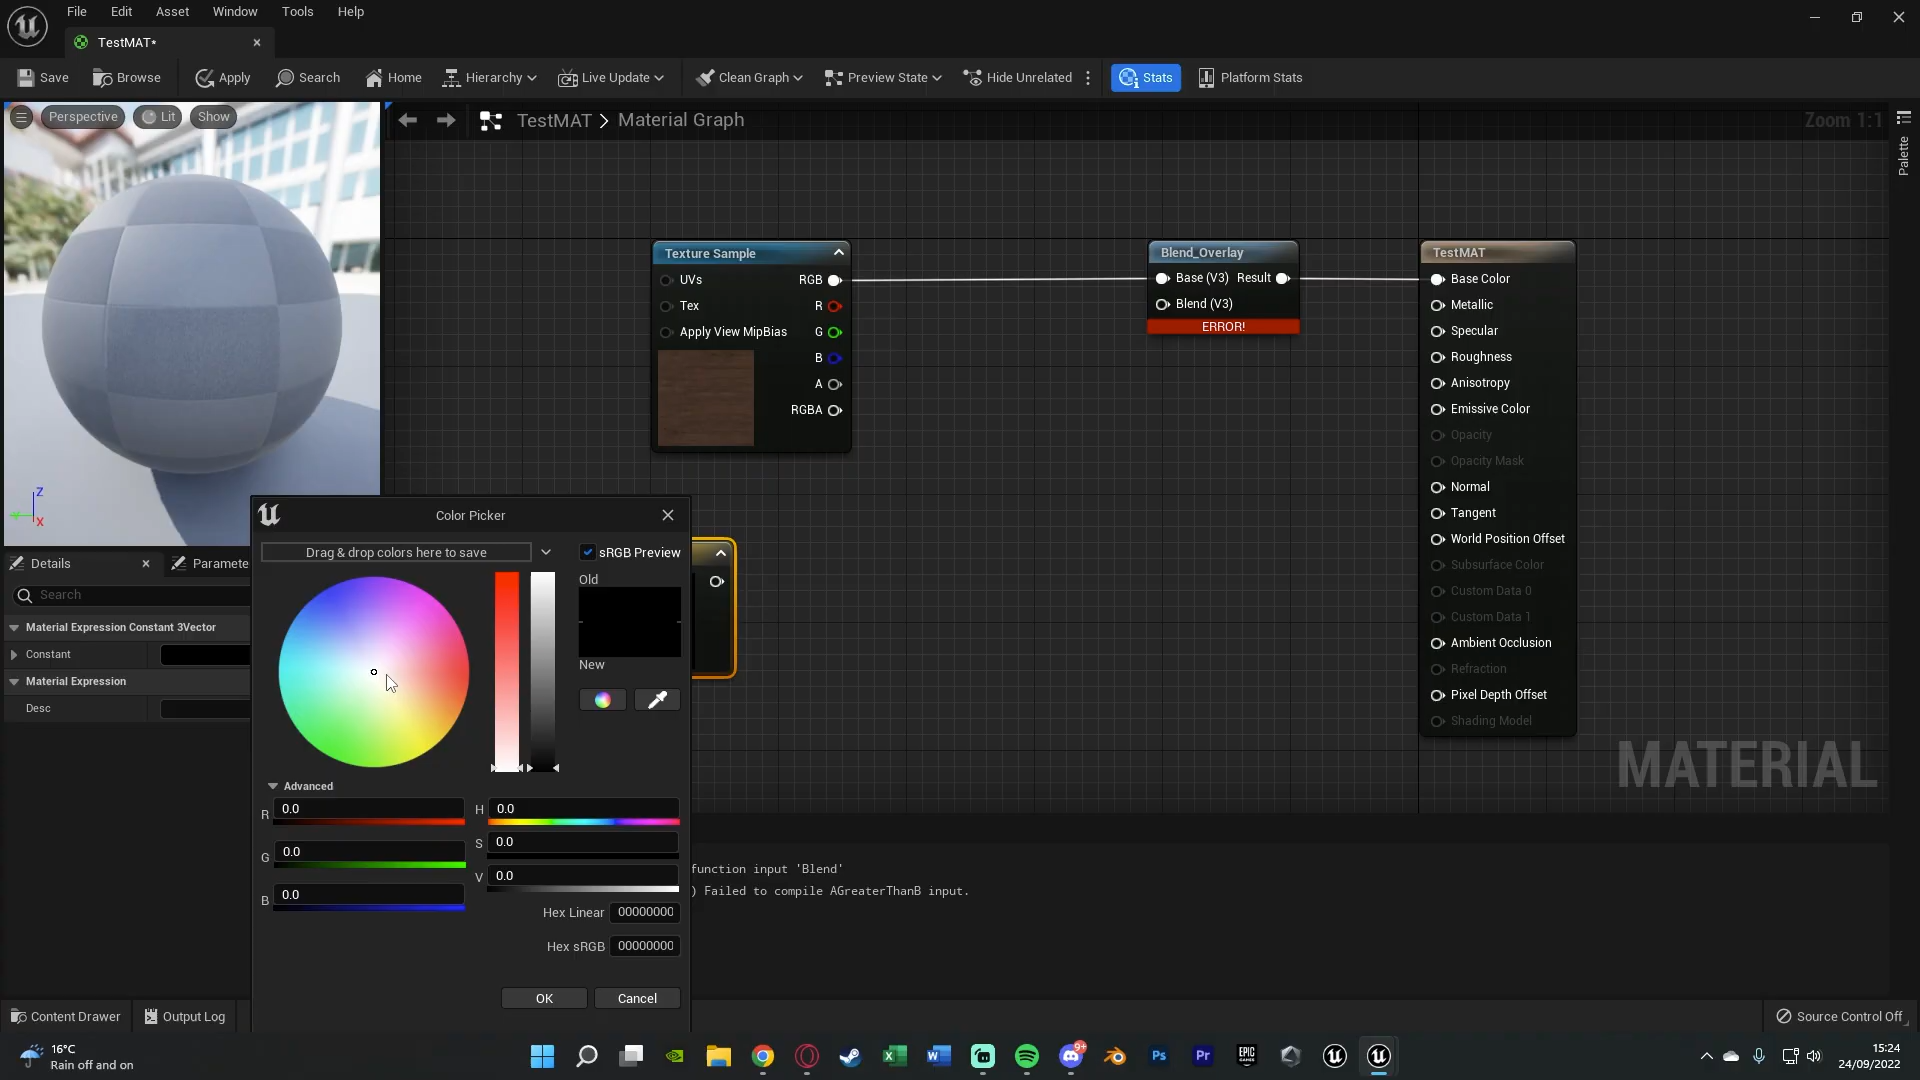 File Edit Asset Window Tools Help
TestMAT*
Save Browse Apply Search Home Hierarchy Live Update Clean Graph Preview State Hide Unrelated Stats Platform Stats
Perspective Lit Show
TestMAT > Material Graph
Zoom 1:1
Palette
Texture Sample
UVs RGB
Tex R
Apply View MipBias G
B
A
RGBA
Blend_Overlay
Base (V3) Result
Blend (V3)
ERROR!
TestMAT
Base Color
Metallic
Specular
Roughness
Anisotropy
Emissive Color
Opacity
Opacity Mask
Normal
Tangent
World Position Offset
Subsurface Color
Custom Data 0
Custom Data 1
Ambient Occlusion
Refraction
Pixel Depth Offset
Shading Model
MATERIAL
Z
Y
X
Details Paramete
Search
Material Expression Constant 3Vector
Constant
Material Expression
Desc
Color Picker
Drag & drop colors here to save
sRGB Preview
Old
New
Advanced
R 0.0 H 0.0
G 0.0 S 0.0
B 0.0 V 0.0
Hex Linear 00000000
Hex sRGB 00000000
OK Cancel
function input 'Blend'
) Failed to compile AGreaterThanB input.
Content Drawer Output Log
Source Control Off
16°C
Rain off and on
9+
Ps
Pr
EPIC
GAMES
15:24
24/09/2022